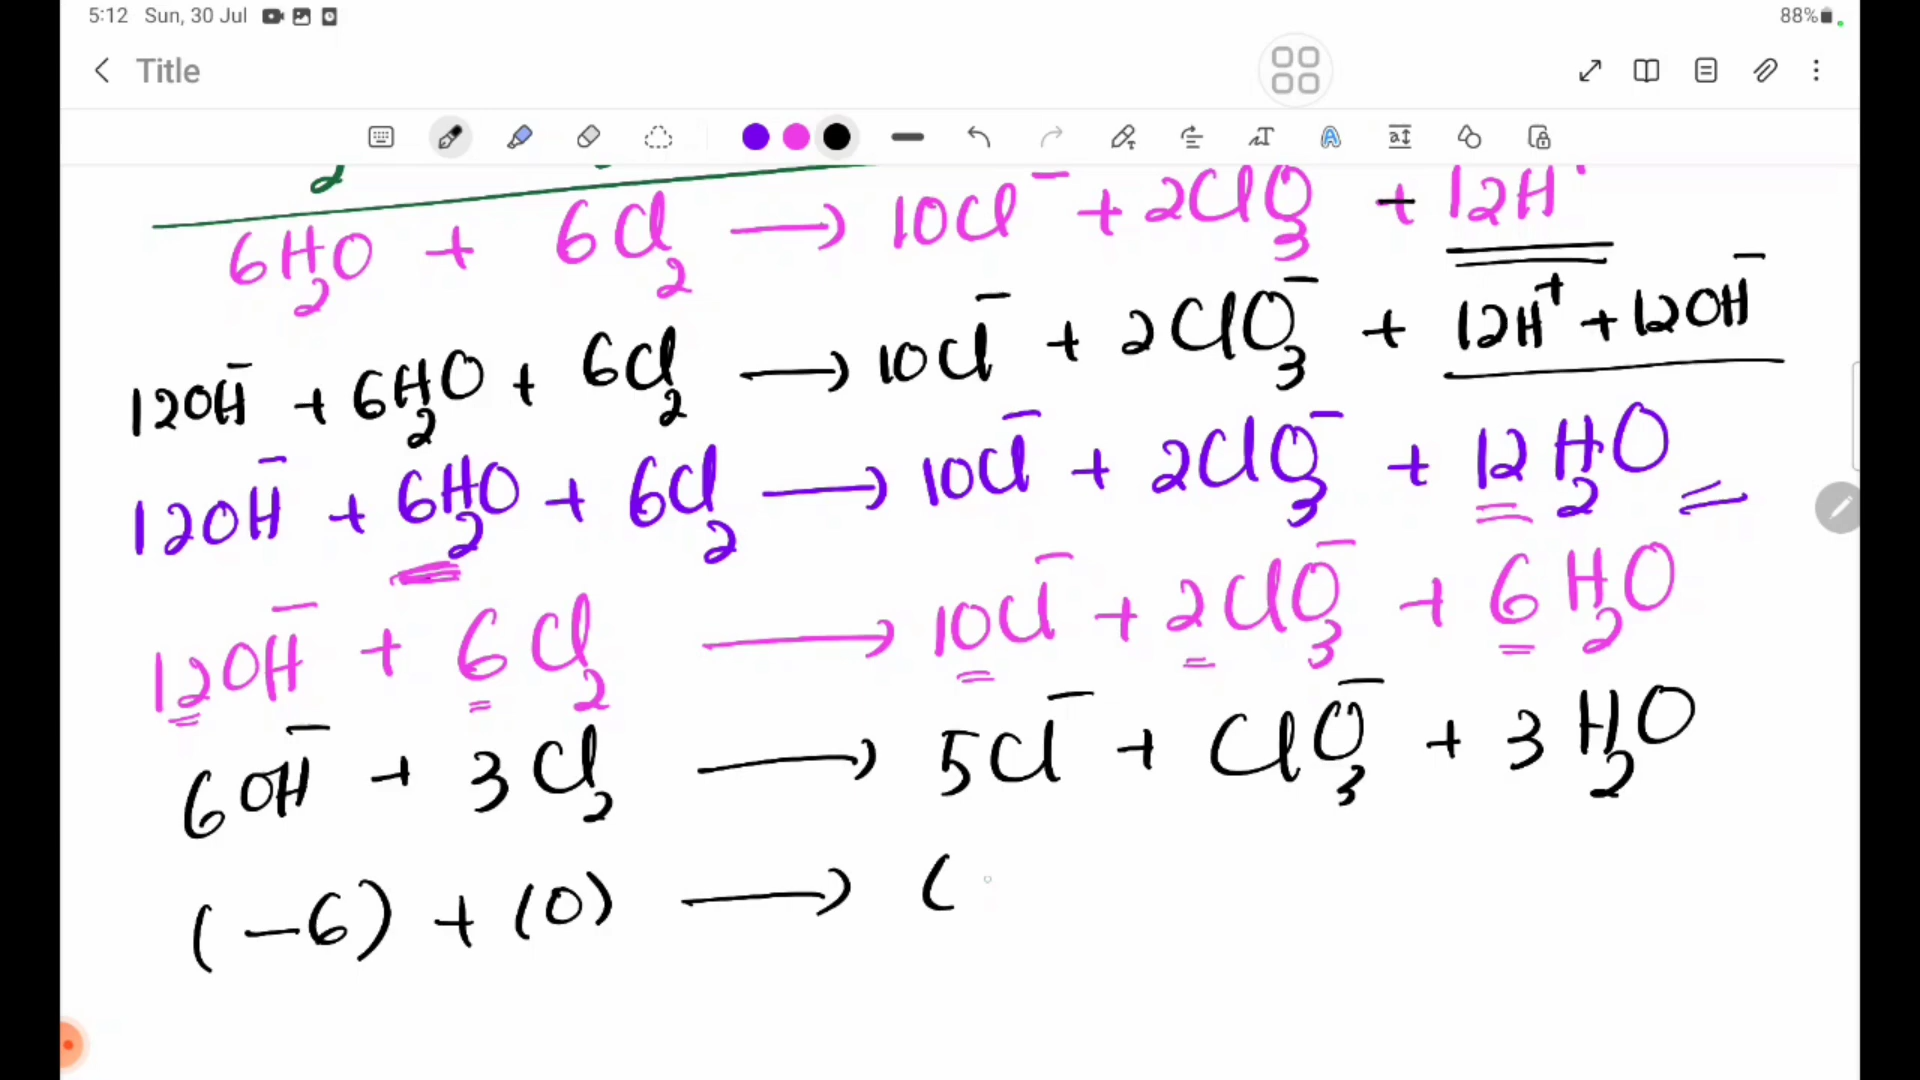 5:12 Sun, 30 Jul 88%
Title
6H₂O + 6Cl₂ → 10Cl⁻ + 2ClO₃ + 12H⁺
12OH⁻ + 6H₂O + 6Cl₂ → 10Cl⁻ + 2ClO₃⁻ + 12H⁺ + 12OH⁻
12OH⁻ + 6H₂O + 6Cl₂ → 10Cl⁻ + 2ClO₃⁻ + 12H₂O
12OH⁻ + 6Cl₂ → 10Cl⁻ + 2ClO₃⁻ + 6H₂O
6OH⁻ + 3Cl₂ → 5Cl⁻ + ClO₃⁻ + 3H₂O
(-6) + (0) → (